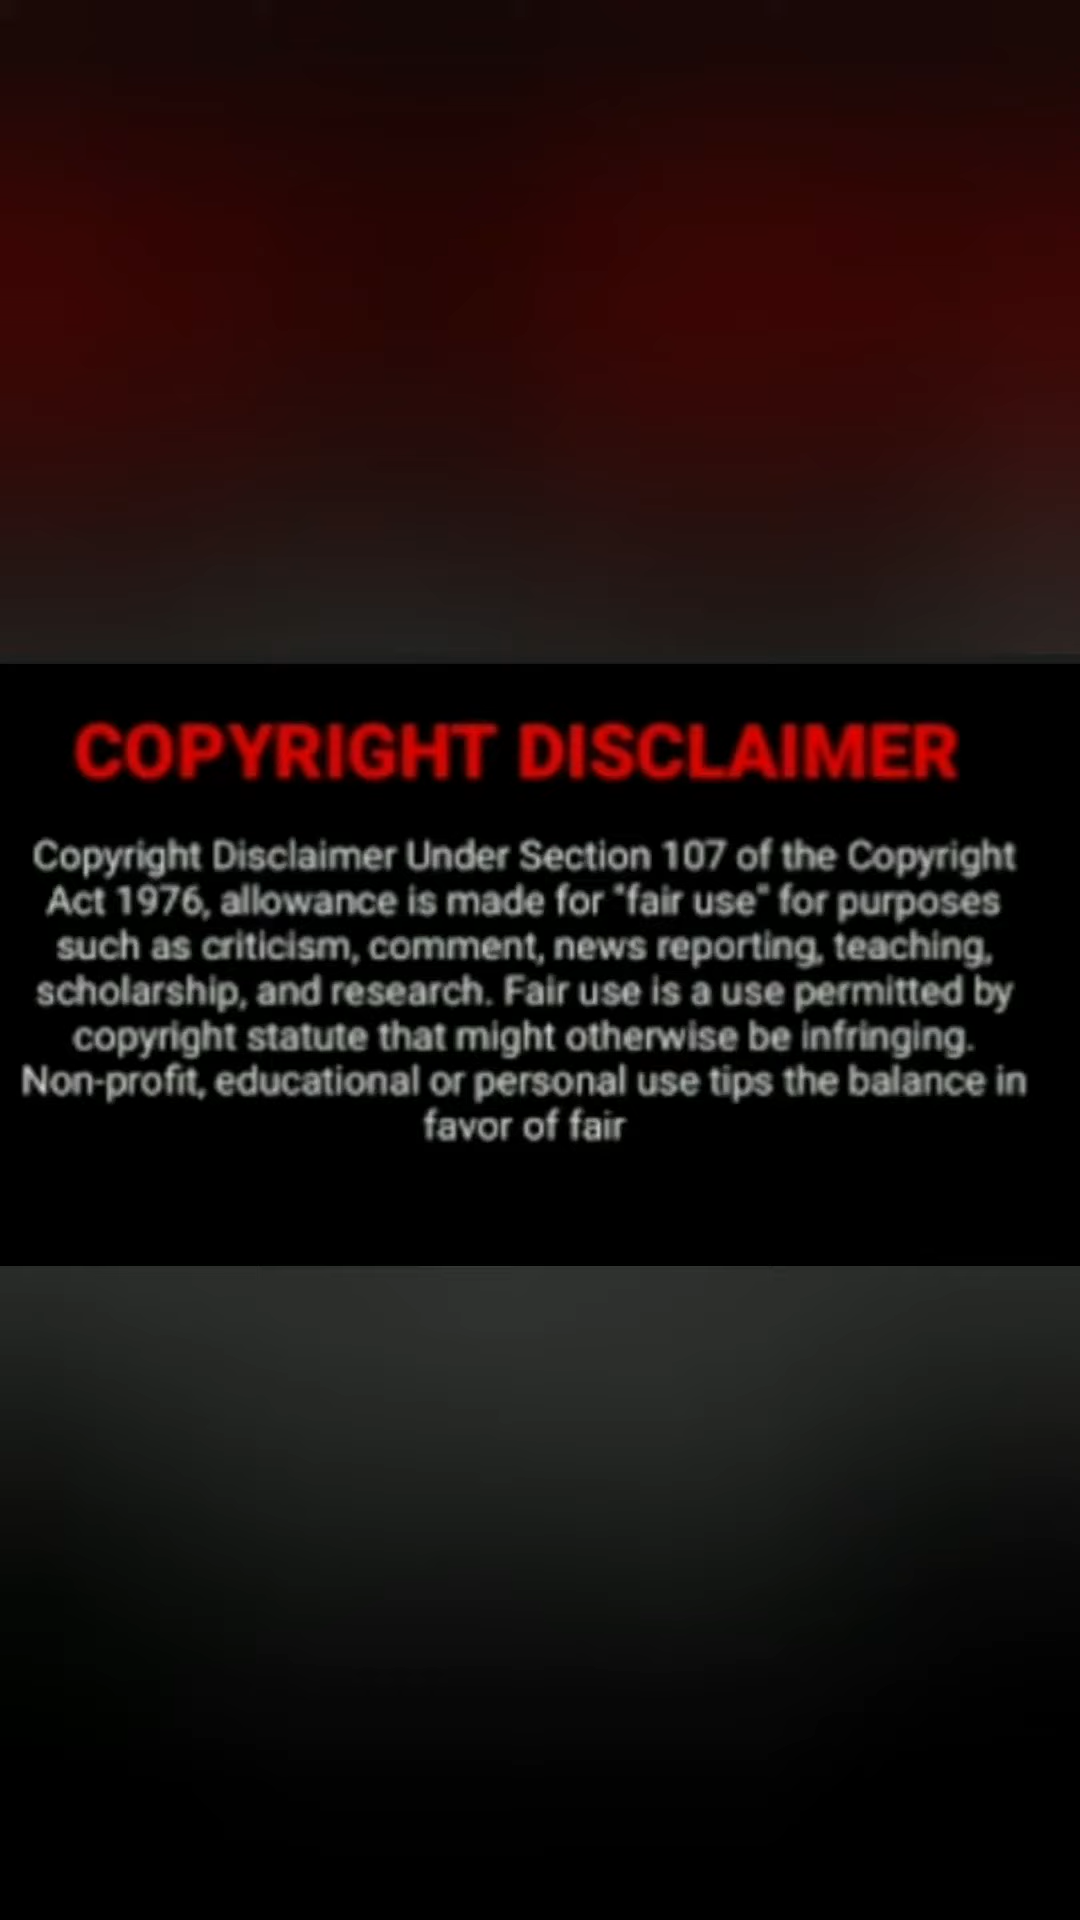 COPYRIGHT DISCLAIMER
Copyright Disclaimer Under Section 107 of the Copyright
Act 1976, allowance is made for "fair use" for purposes
such as criticism, comment, news reporting, teaching,
scholarship, and research. Fair use is a use permitted by
copyright statute that might otherwise be infringing.
Non-profit, educational or personal use tips the balance in
favor of fair